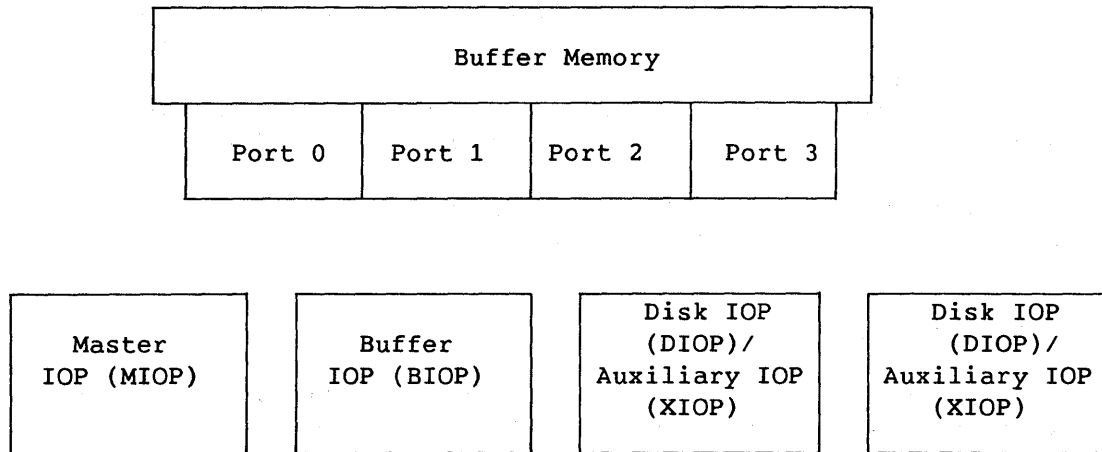 Buffer Memory
Port 0
Port 1
Port 2
Port 3
Master
IOP (MIOP)
Buffer
IOP (BIOP)
Disk IOP
(DIOP)/
Auxiliary IOP
(XIOP)
Disk IOP
(DIOP)/
Auxiliary IOP
(XIOP)